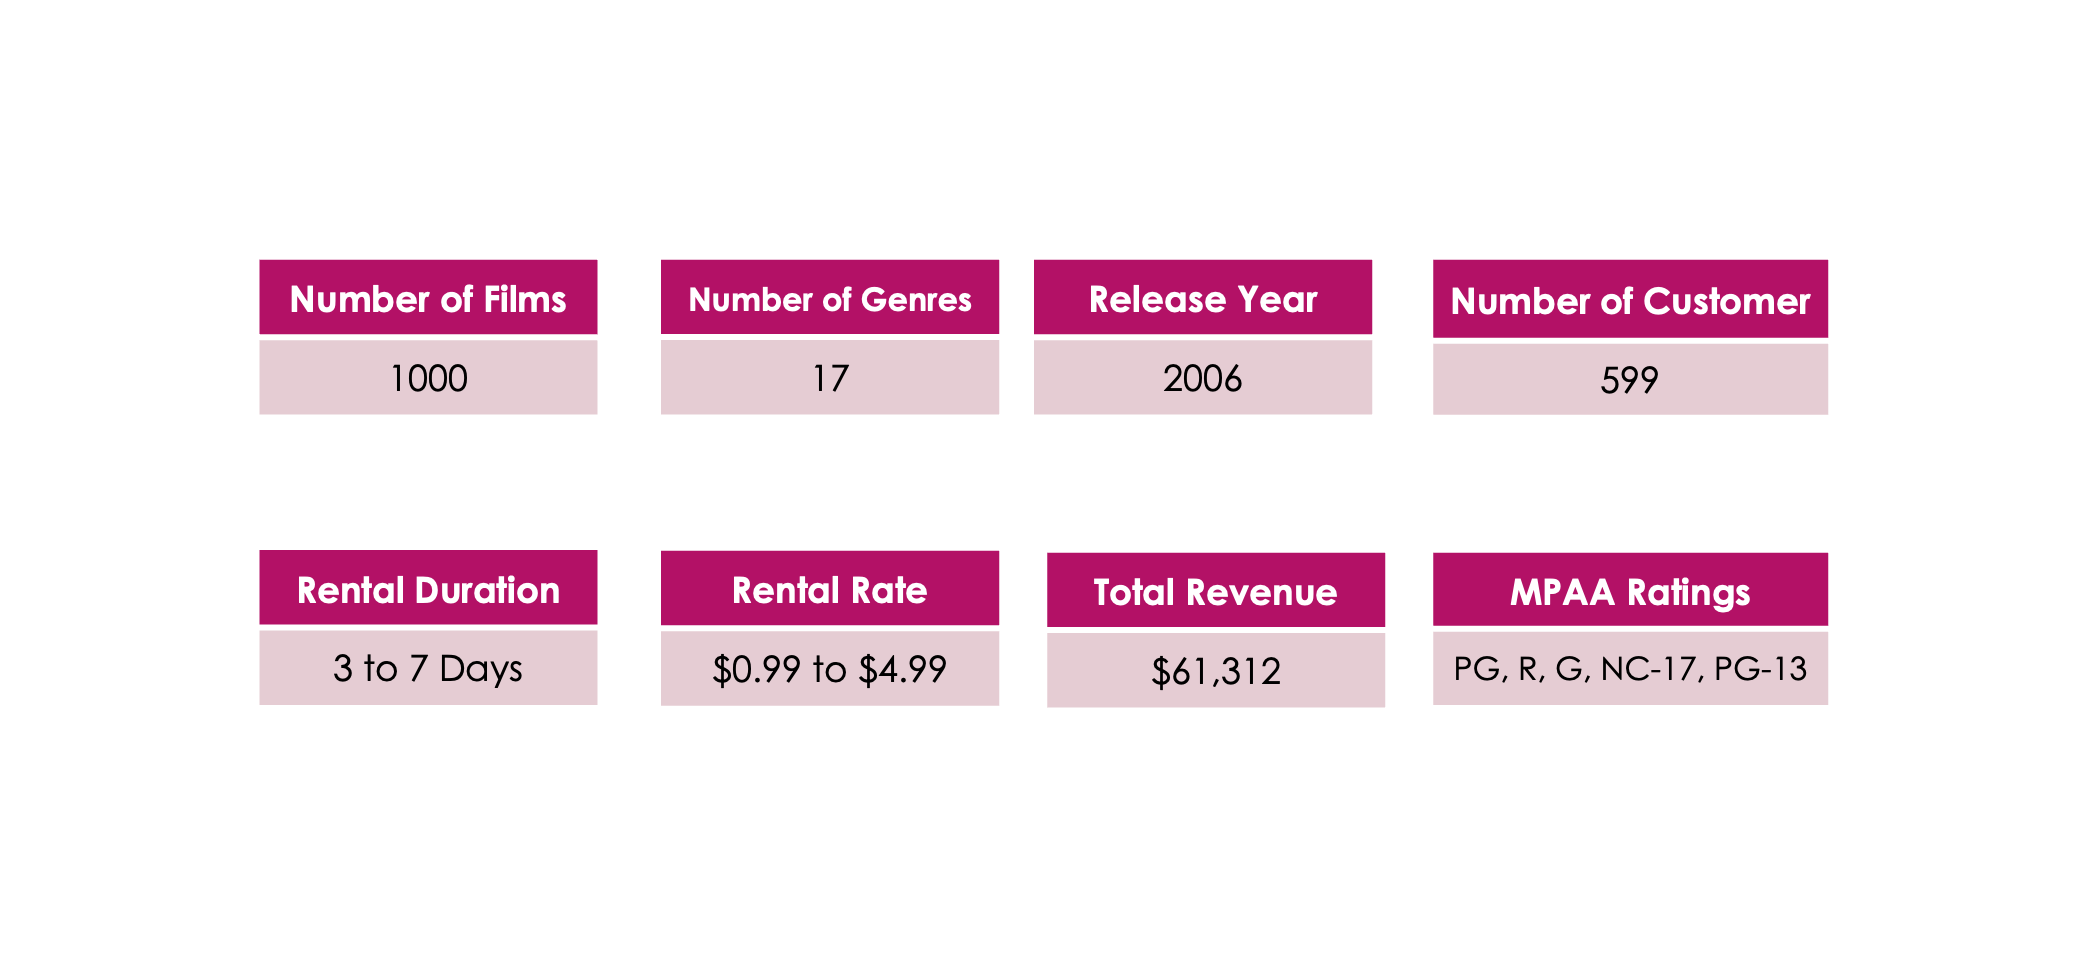 Number of Films
1000
Number of Genres
17
Release Year
2006
Number of Customer
599
Rental Duration
3 to 7 Days
Rental Rate
$0.99 to $4.99
Total Revenue
$61,312
MPAA Ratings
PG, R, G, NC-17, PG-13